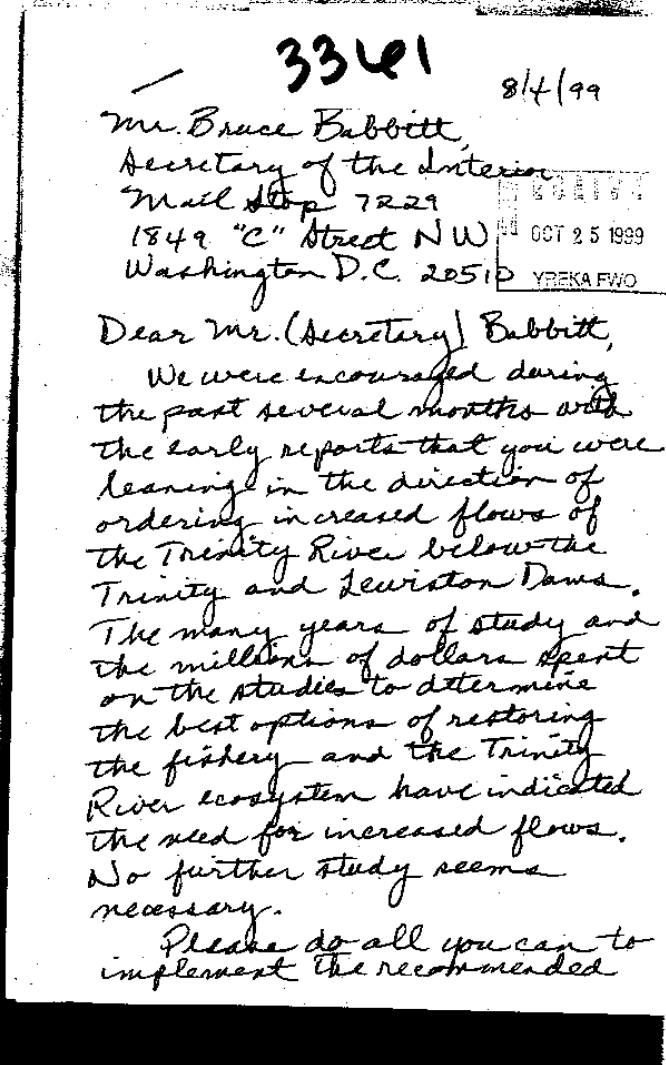 3361
8/4/99
Mr. Bruce Babbitt,
Secretary of the Interior
Mail Stop 7229
1849 "C" Street NW
Washington D.C. 20510
OCT 25 1999
YREKA FWO
Dear Mr. (Secretary) Babbitt,
We were encouraged during
the past several months with
the early reports that you were
leaning in the direction of
ordering increased flows of
the Trinity River below the
Trinity and Lewiston Dams.
The many years of study and
the millions of dollars spent
on the studies to determine
the best options of restoring
the fishery and the Trinity
River ecosystem have indicated
the need for increased flows.
No further study seems
necessary.
Please do all you can to
implement the recommended